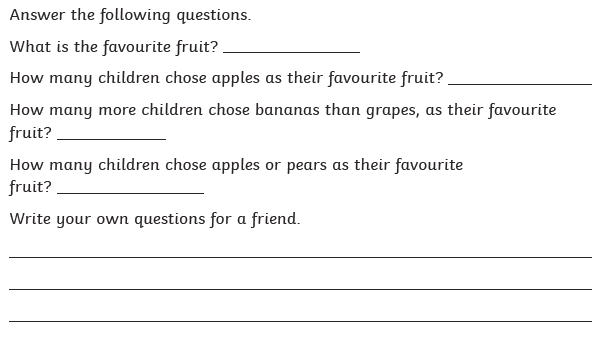 Answer the following questions.
What is the favourite fruit?
How many children chose apples as their favourite fruit?
How many more children chose bananas than grapes, as their favourite
fruit?
How many children chose apples or pears as their favourite
fruit?
Write your own questions for a friend.